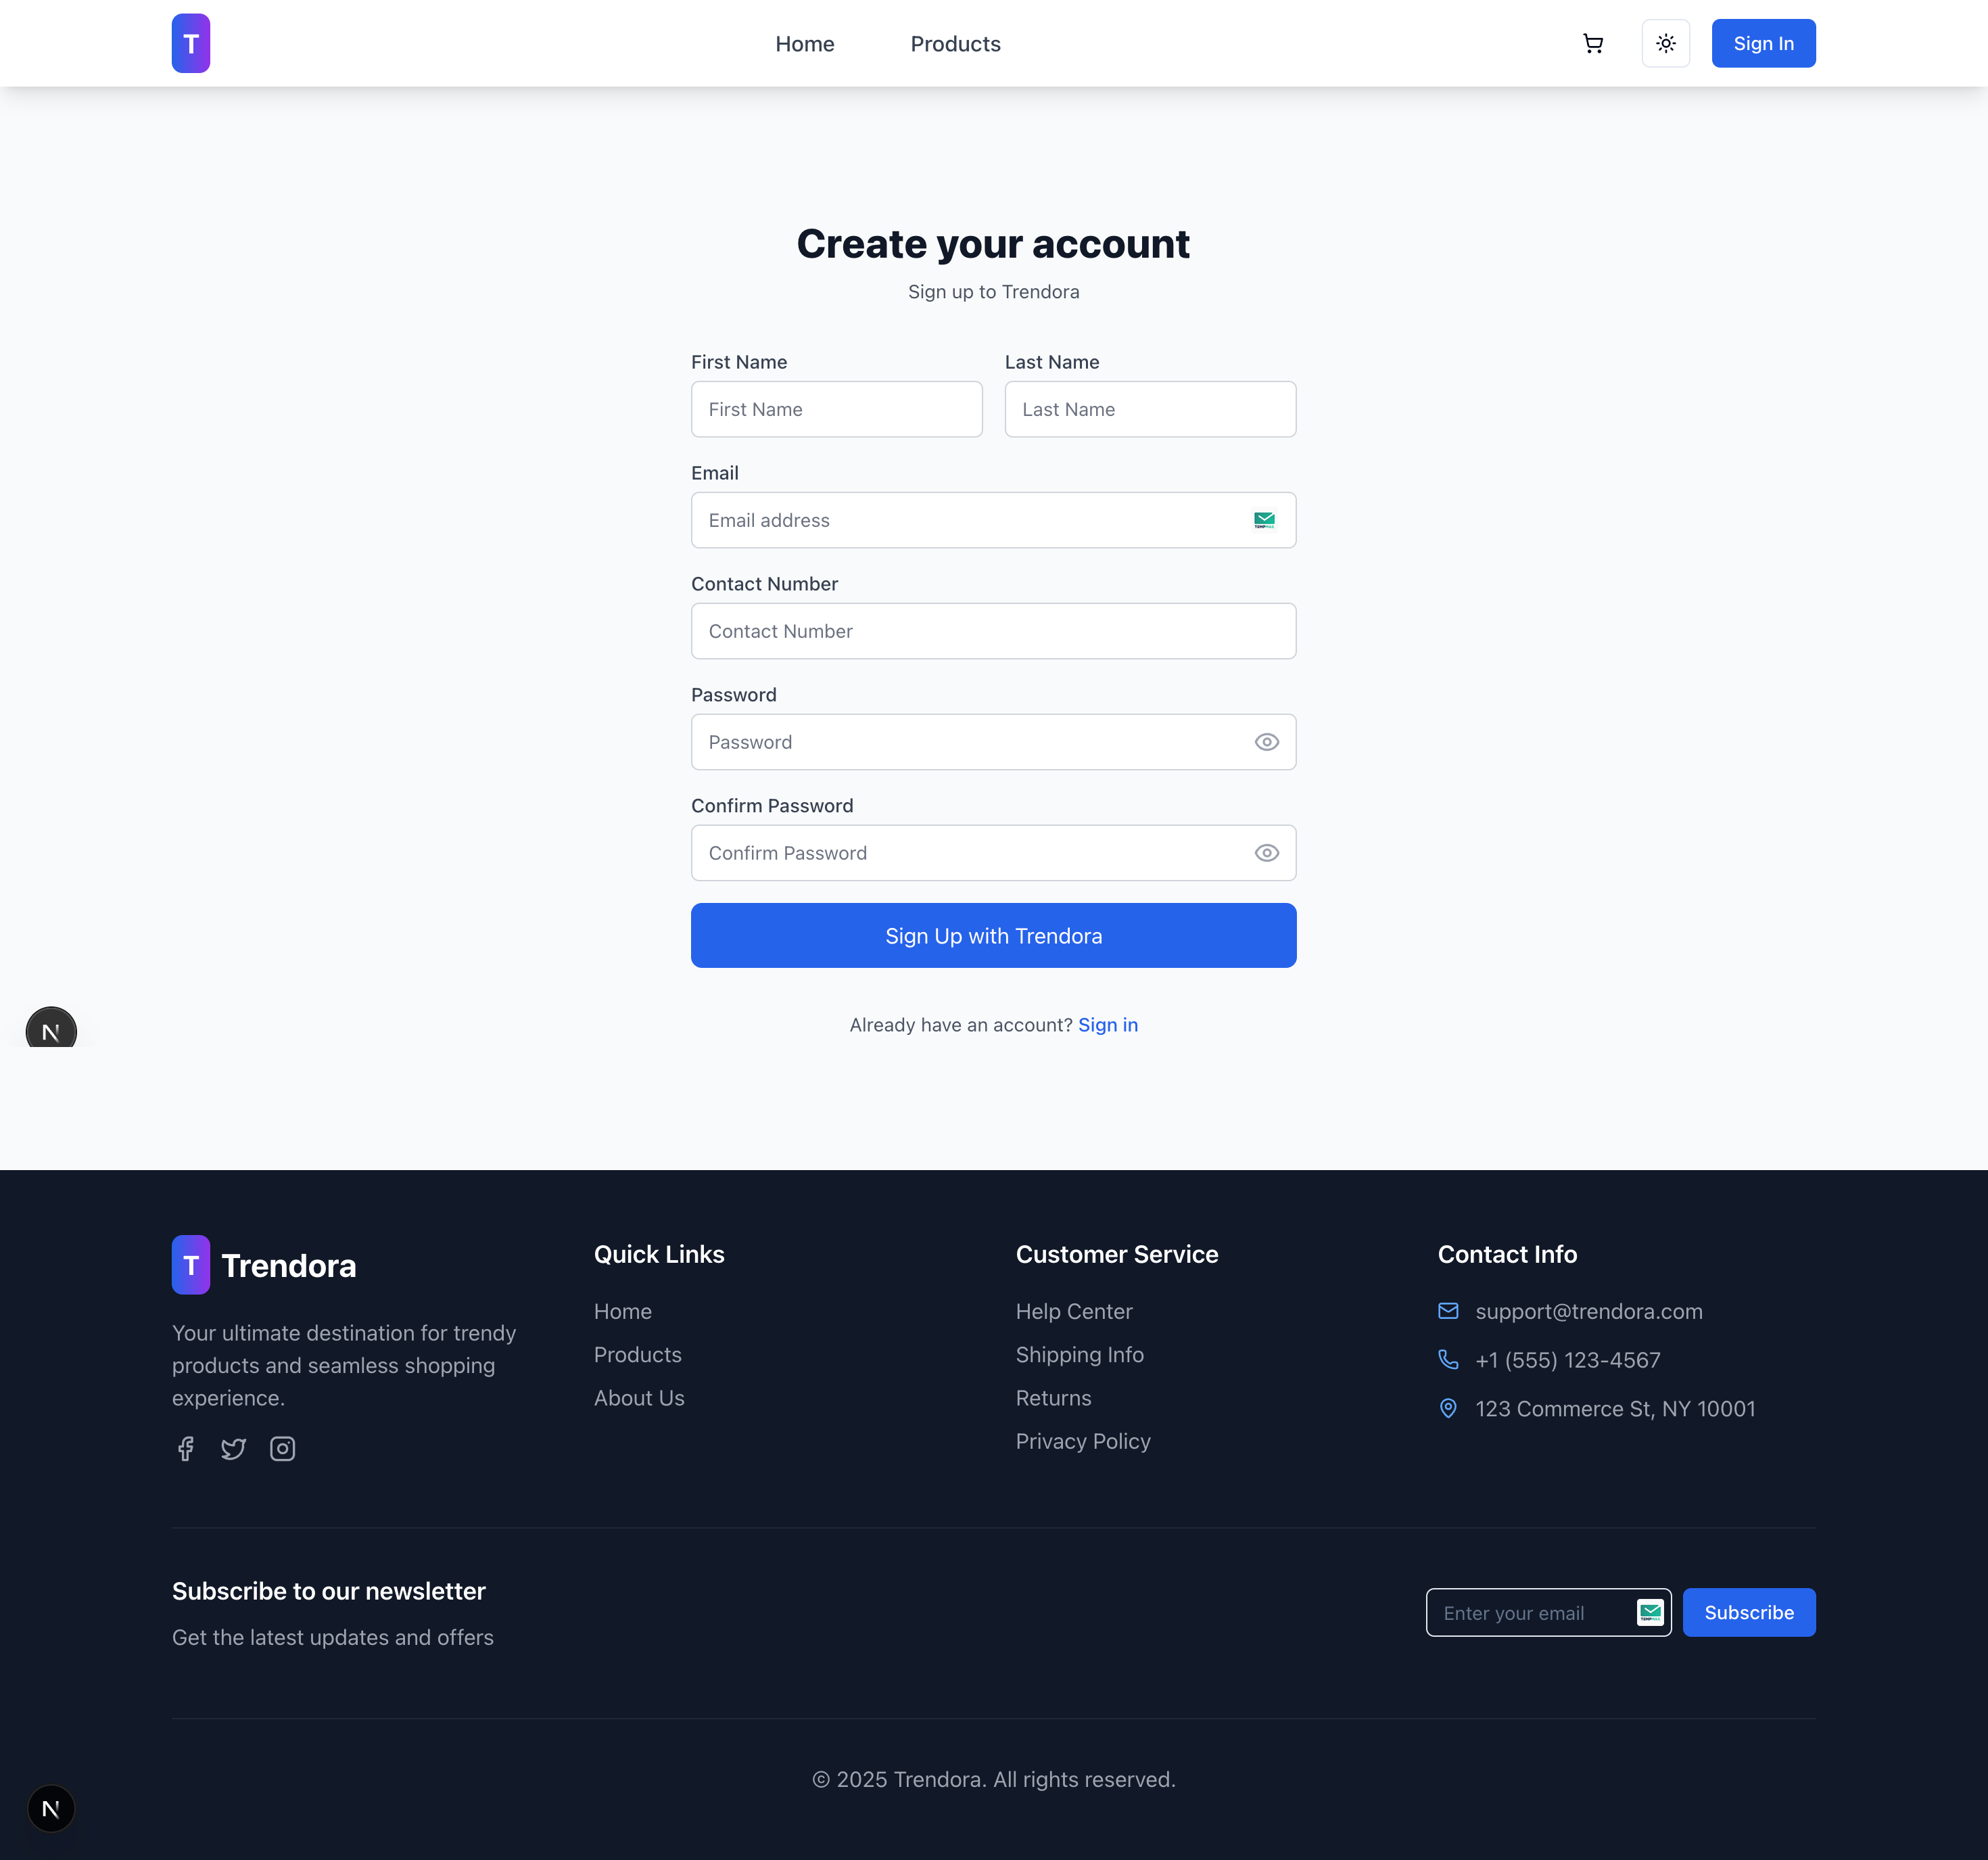 T
Home
Products
Sign In
Create your account
Sign up to Trendora
First Name
Last Name
First Name
Last Name
Email
Email address
Contact Number
Contact Number
Password
Password
Confirm Password
Confirm Password
Sign Up with Trendora
Already have an account? Sign in
N
T Trendora
Your ultimate destination for trendy
products and seamless shopping
experience.
Quick Links
Home
Products
About Us
Customer Service
Help Center
Shipping Info
Returns
Privacy Policy
Contact Info
support@trendora.com
+1 (555) 123-4567
123 Commerce St, NY 10001
Subscribe to our newsletter
Get the latest updates and offers
Enter your email
Subscribe
© 2025 Trendora. All rights reserved.
N